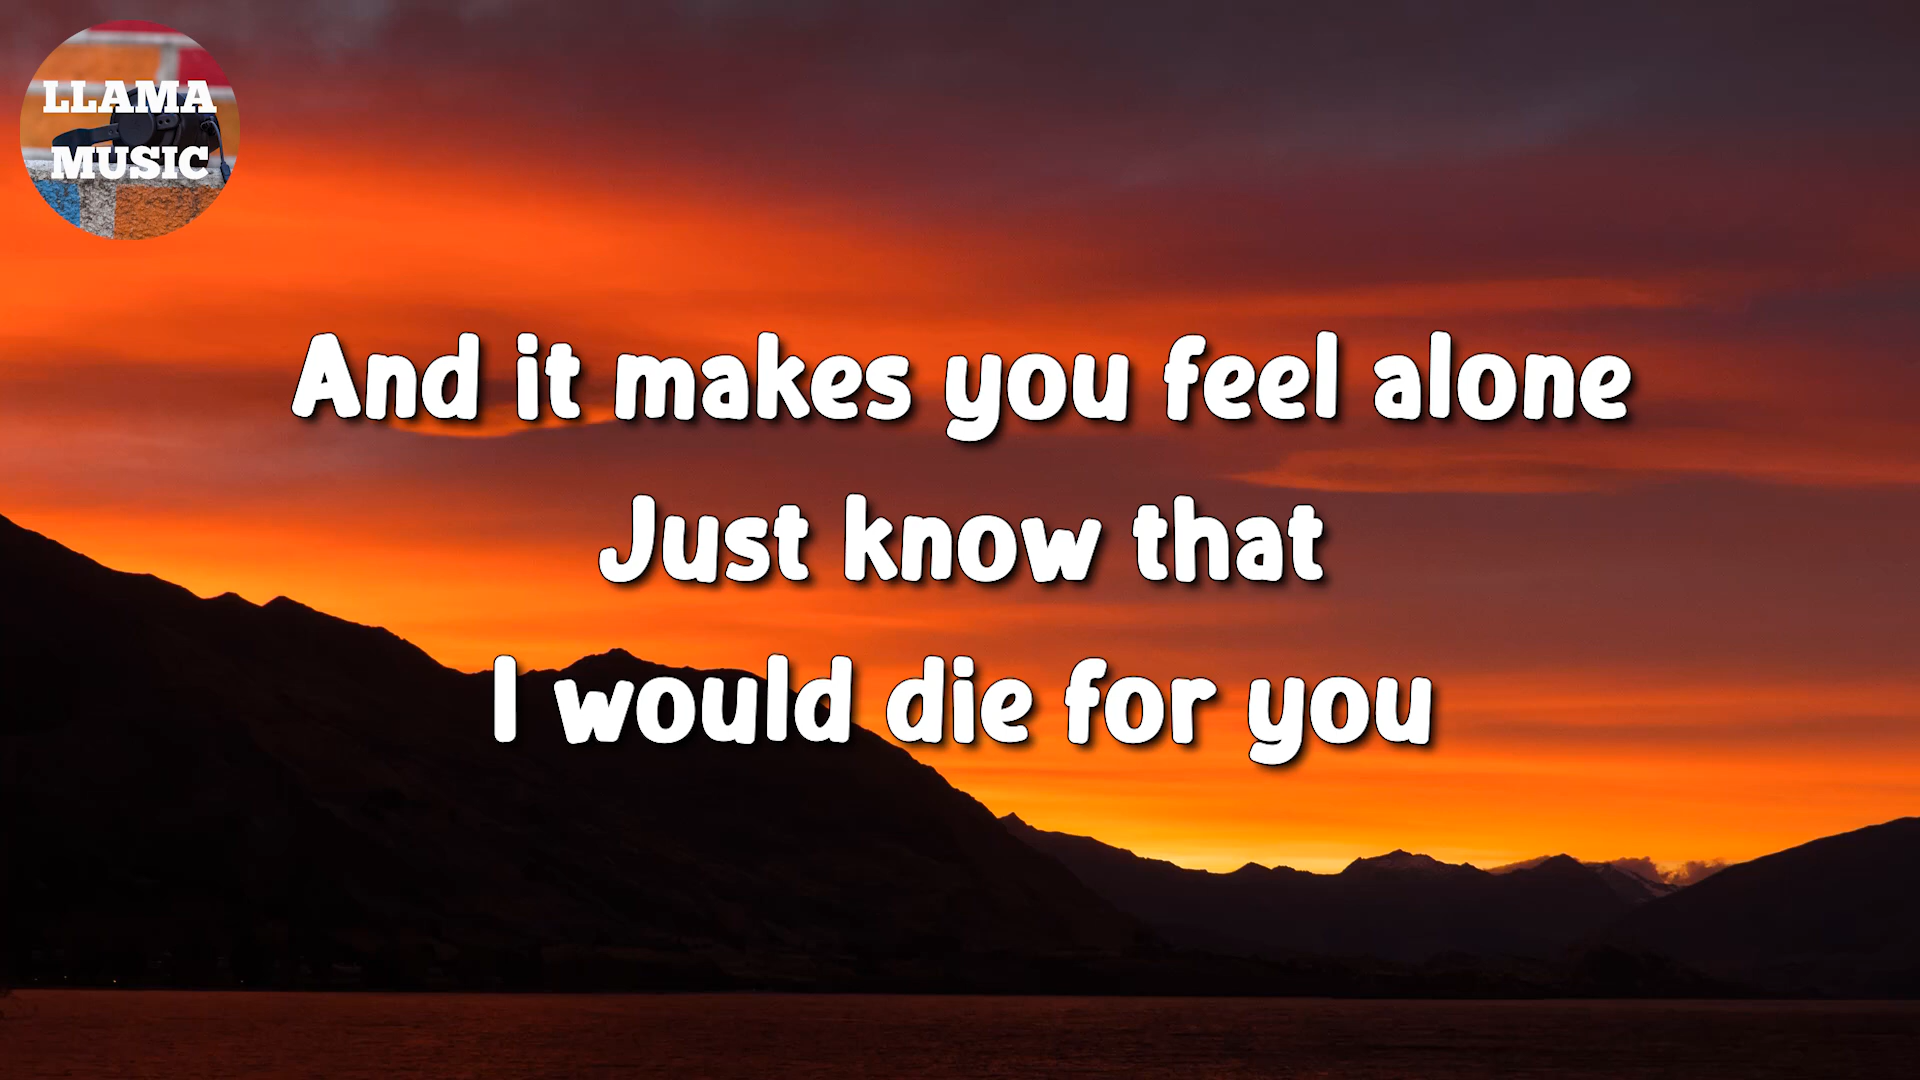 LLAMA
MUSIC
And it makes you feel alone
Just know that
I would die for you